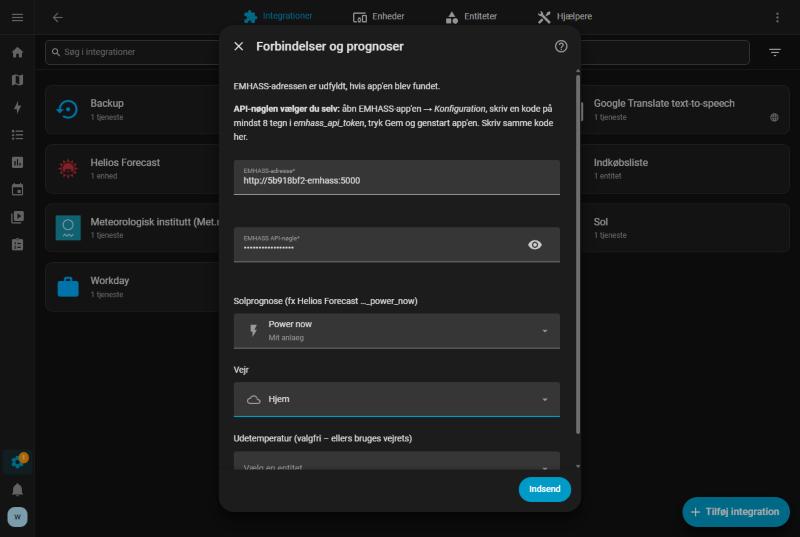 Integrationer
Enheder
Entiteter
Hjælpere
Søg i integrationer
Backup
1 tjeneste
Helios Forecast
1 enhed
Meteorologisk institutt (Met.n
1 tjeneste
Workday
1 tjeneste
Google Translate text-to-speech
1 tjeneste
Indkøbsliste
1 entitet
Sol
1 tjeneste
Forbindelser og prognoser
EMHASS-adressen er udfyldt, hvis app'en blev fundet.
API-nøglen vælger du selv: åbn EMHASS-app'en → Konfiguration, skriv en kode på
mindst 8 tegn i emhass_api_token, tryk Gem og genstart app'en. Skriv samme kode
her.
EMHASS-adresse*
http://5b918bf2-emhass:5000
EMHASS API-nøgle*
••••••••••••••••••
Solprognose (fx Helios Forecast …_power_now)
Power now
Mit anlaeg
Vejr
Hjem
Udetemperatur (valgfri – ellers bruges vejrets)
Vælg en entitet
Indsend
1
W
Tilføj integration